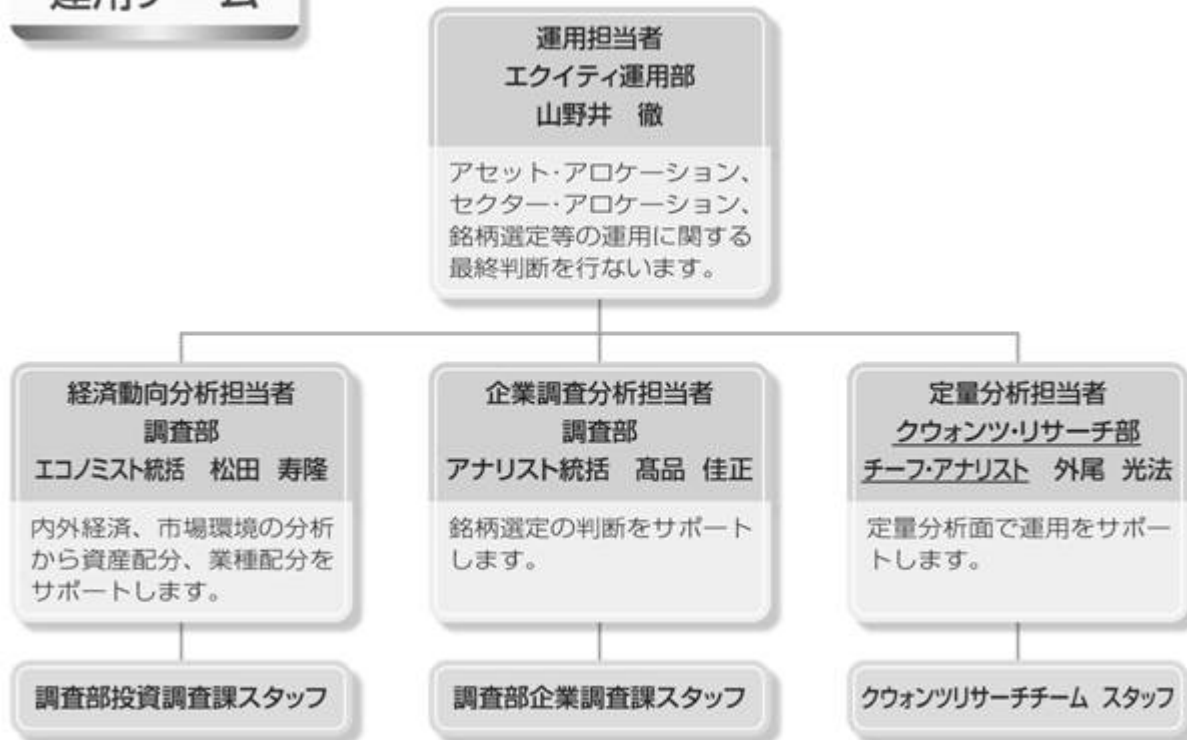 運用チーム
運用担当者
エクイティ運用部
山野井 徹
アセット・アロケーション、
セクター・アロケーション、
銘柄選定等の運用に関する
最終判断を行ないます。
経済動向分析担当者
調査部
エコノミスト統括 松田 寿隆
内外経済、市場環境の分析
から資産配分、業種配分を
サポートします。
調査部投資調査課スタッフ
企業調査分析担当者
調査部
アナリスト統括 髙品 佳正
銘柄選定の判断をサポート
します。
調査部企業調査課スタッフ
定量分析担当者
クウォンツ・リサーチ部
チーフ・アナリスト 外尾 光法
定量分析面で運用をサポー
トします。
クウォンツリサーチチーム スタッフ